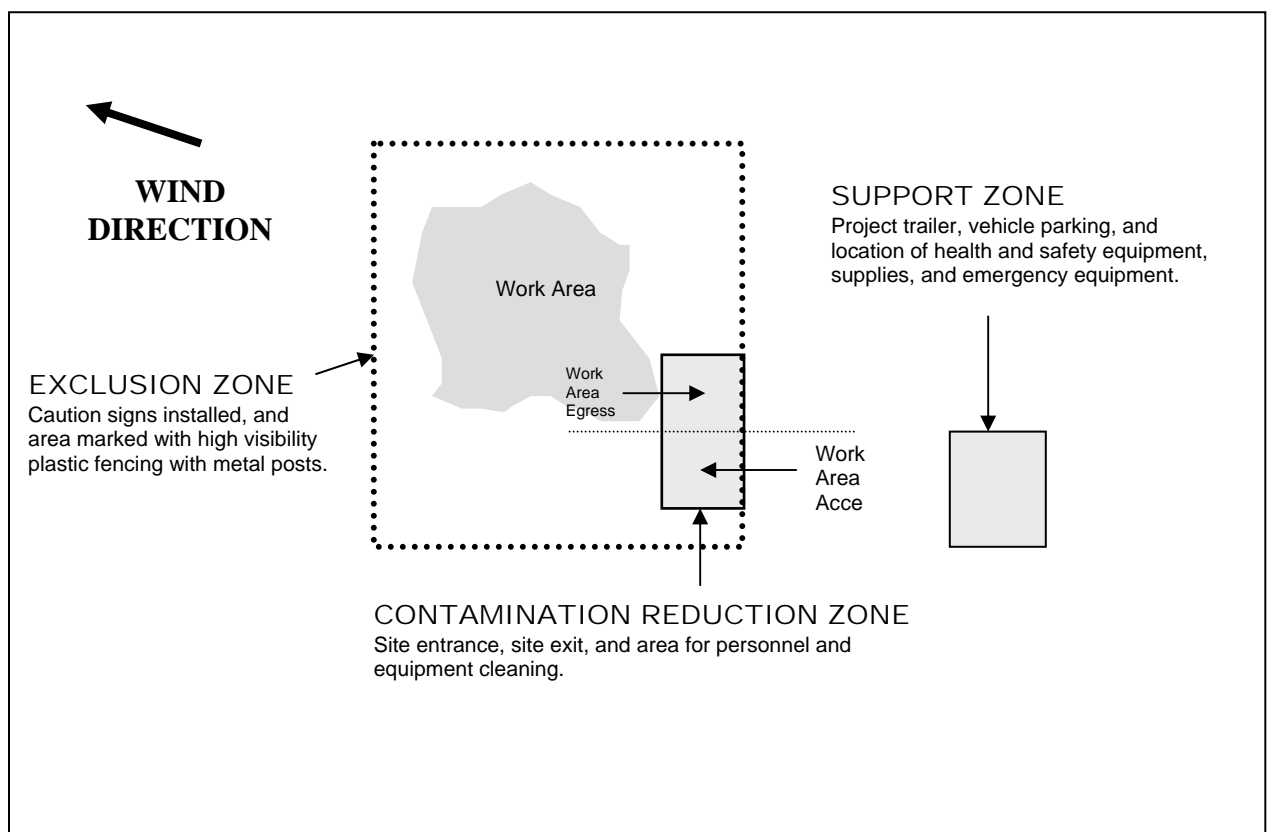 WIND
DIRECTION
SUPPORT ZONE
Project trailer, vehicle parking, and
location of health and safety equipment,
supplies, and emergency equipment.
Work Area
EXCLUSION ZONE
Caution signs installed, and
area marked with high visibility
plastic fencing with metal posts.
Work
Area
Egress
Work
Area
Acce
CONTAMINATION REDUCTION ZONE
Site entrance, site exit, and area for personnel and
equipment cleaning.